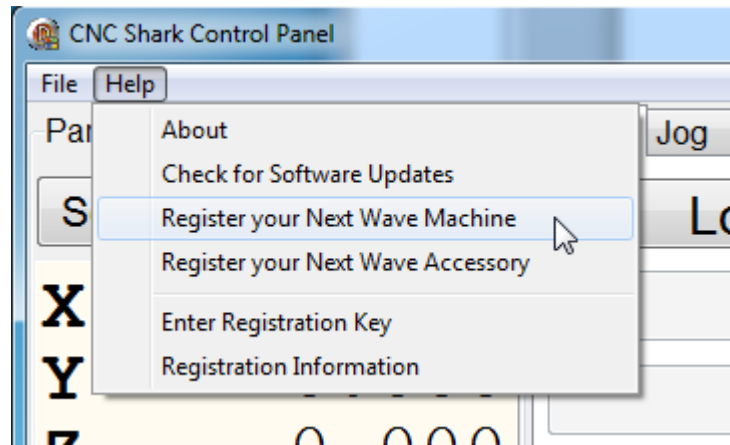 CNC Shark Control Panel
File Help
Jog
About
Check for Software Updates
Register your Next Wave Machine
Register your Next Wave Accessory
Enter Registration Key
Registration Information
X
Y